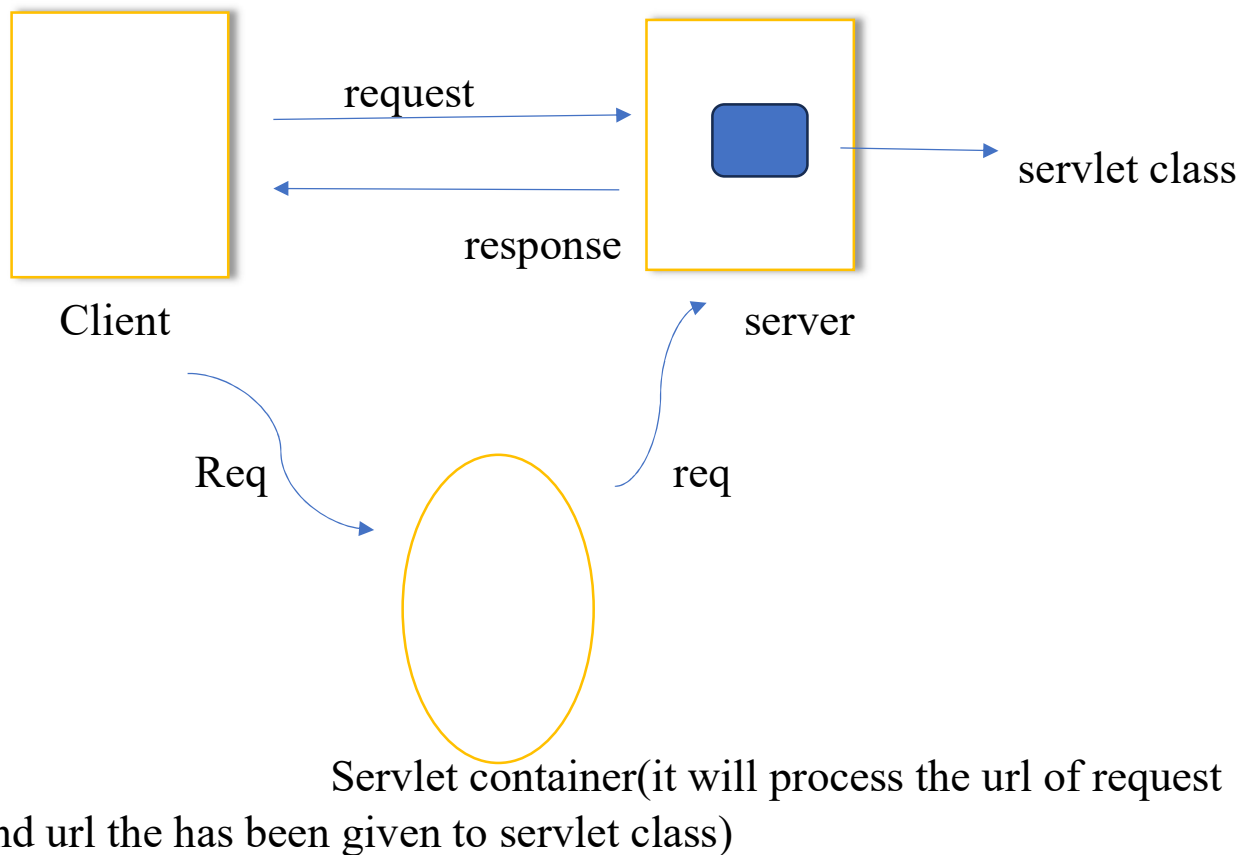 request
servlet class
response
Client
server
Req
req
Servlet container(it will process the url of request
nd url the has been given to servlet class)